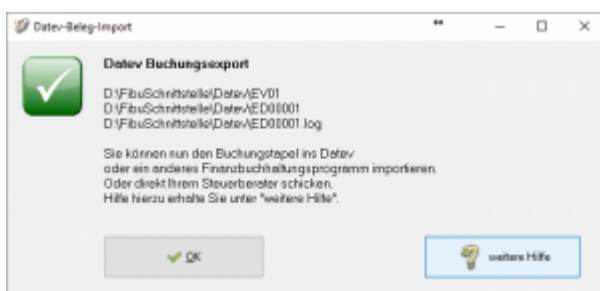 Datev-Beleg-Import
Datev Buchungsexport
D:\FibuSchnittstelle\Datev\EV01
D:\FibuSchnittstelle\Datev\ED00001
D:\FibuSchnittstelle\Datev\ED00001.log
Sie können nun den Buchungstapel ins Datev
oder ein anderes Finanzbuchhaltungsprogramm importieren.
Oder direkt Ihrem Steuerberater schicken.
Hilfe hierzu erhalte Sie unter "weitere Hilfe".
OK
weitere Hilfe